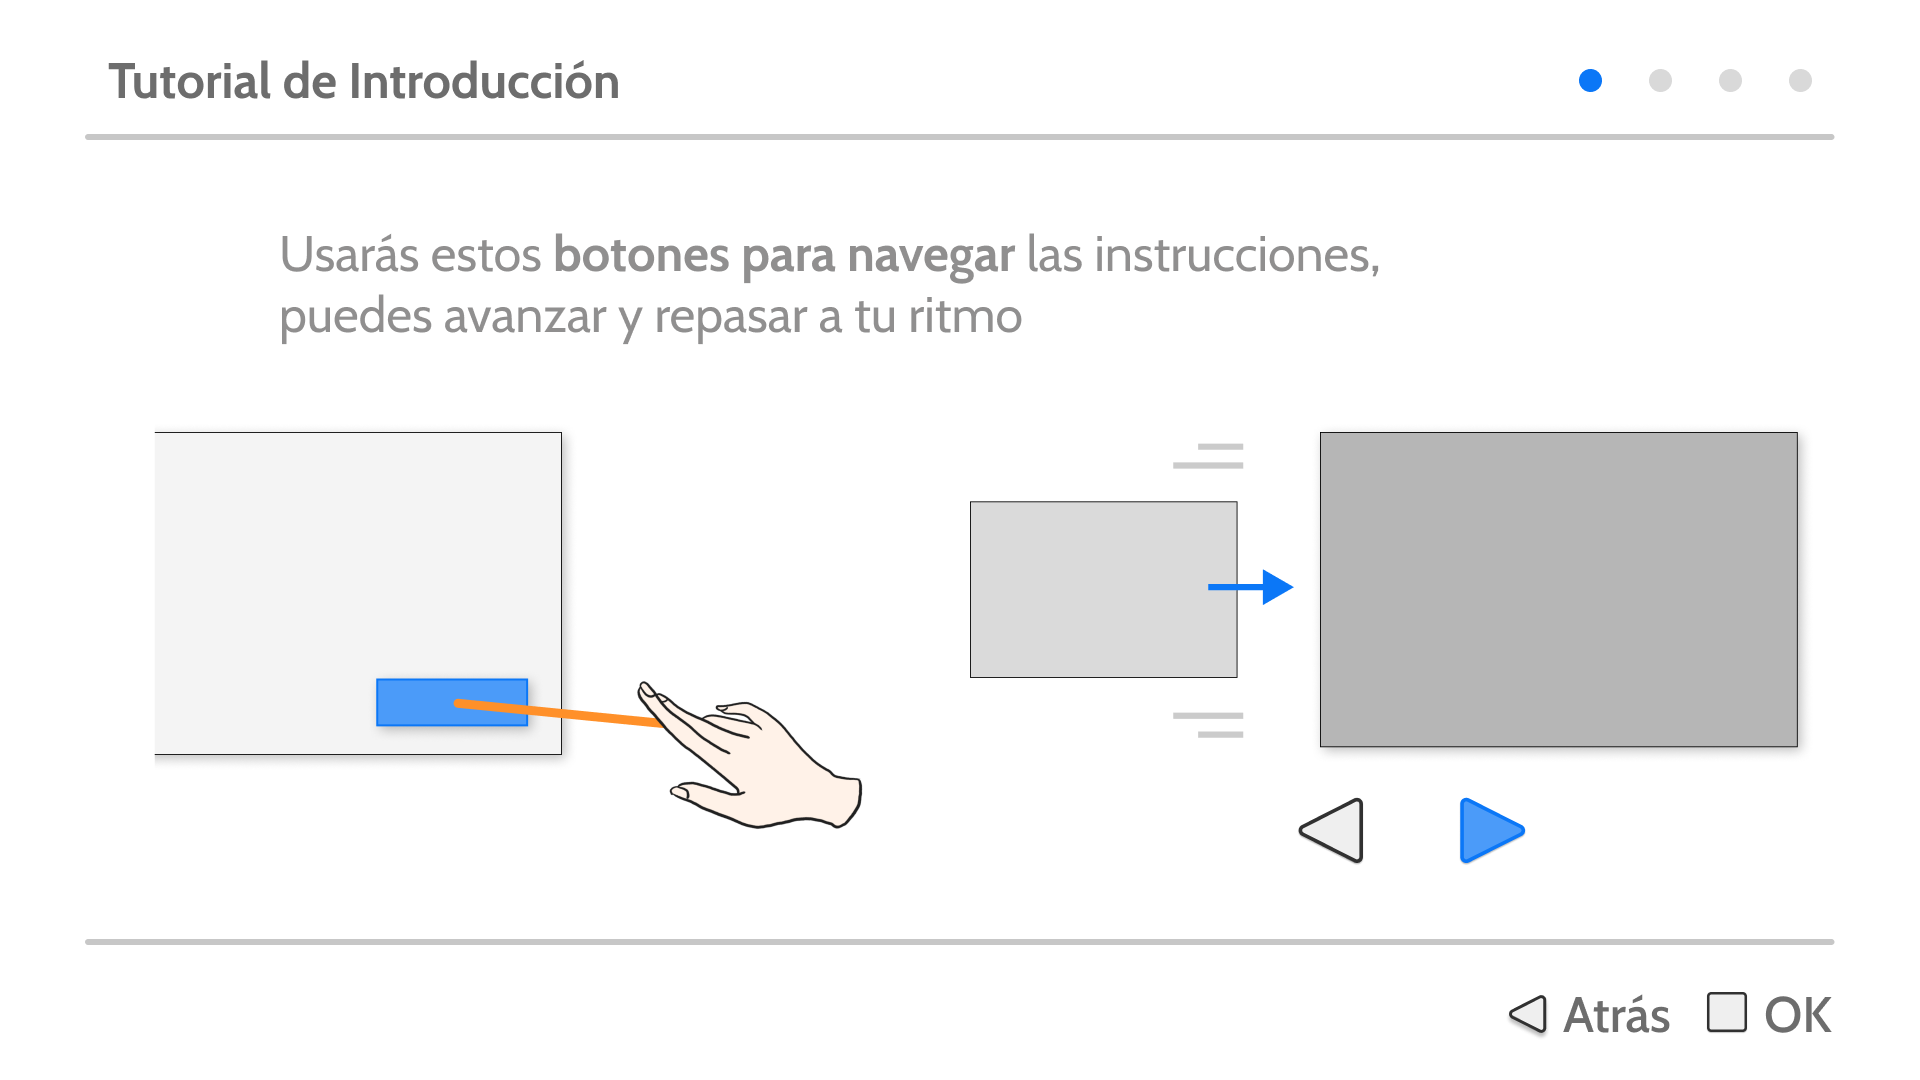 Tutorial de Introducción
Usarás estos botones para navegar las instrucciones,
puedes avanzar y repasar a tu ritmo
Atrás OK